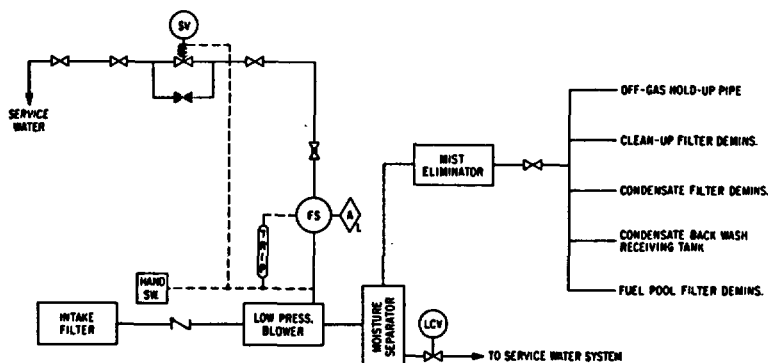 SV
SERVICE
WATER
OFF-GAS HOLD-UP PIPE
CLEAN-UP FILTER DEMINS.
MIST
ELIMINATOR
CONDENSATE FILTER DEMINS.
FS
A
L
TRIP
CONDENSATE BACK WASH
RECEIVING TANK
HAND
SW.
FUEL POOL FILTER DEMINS.
INTAKE
FILTER
LOW PRESS.
BLOWER
MOISTURE
SEPARATOR
LCV
TO SERVICE WATER SYSTEM